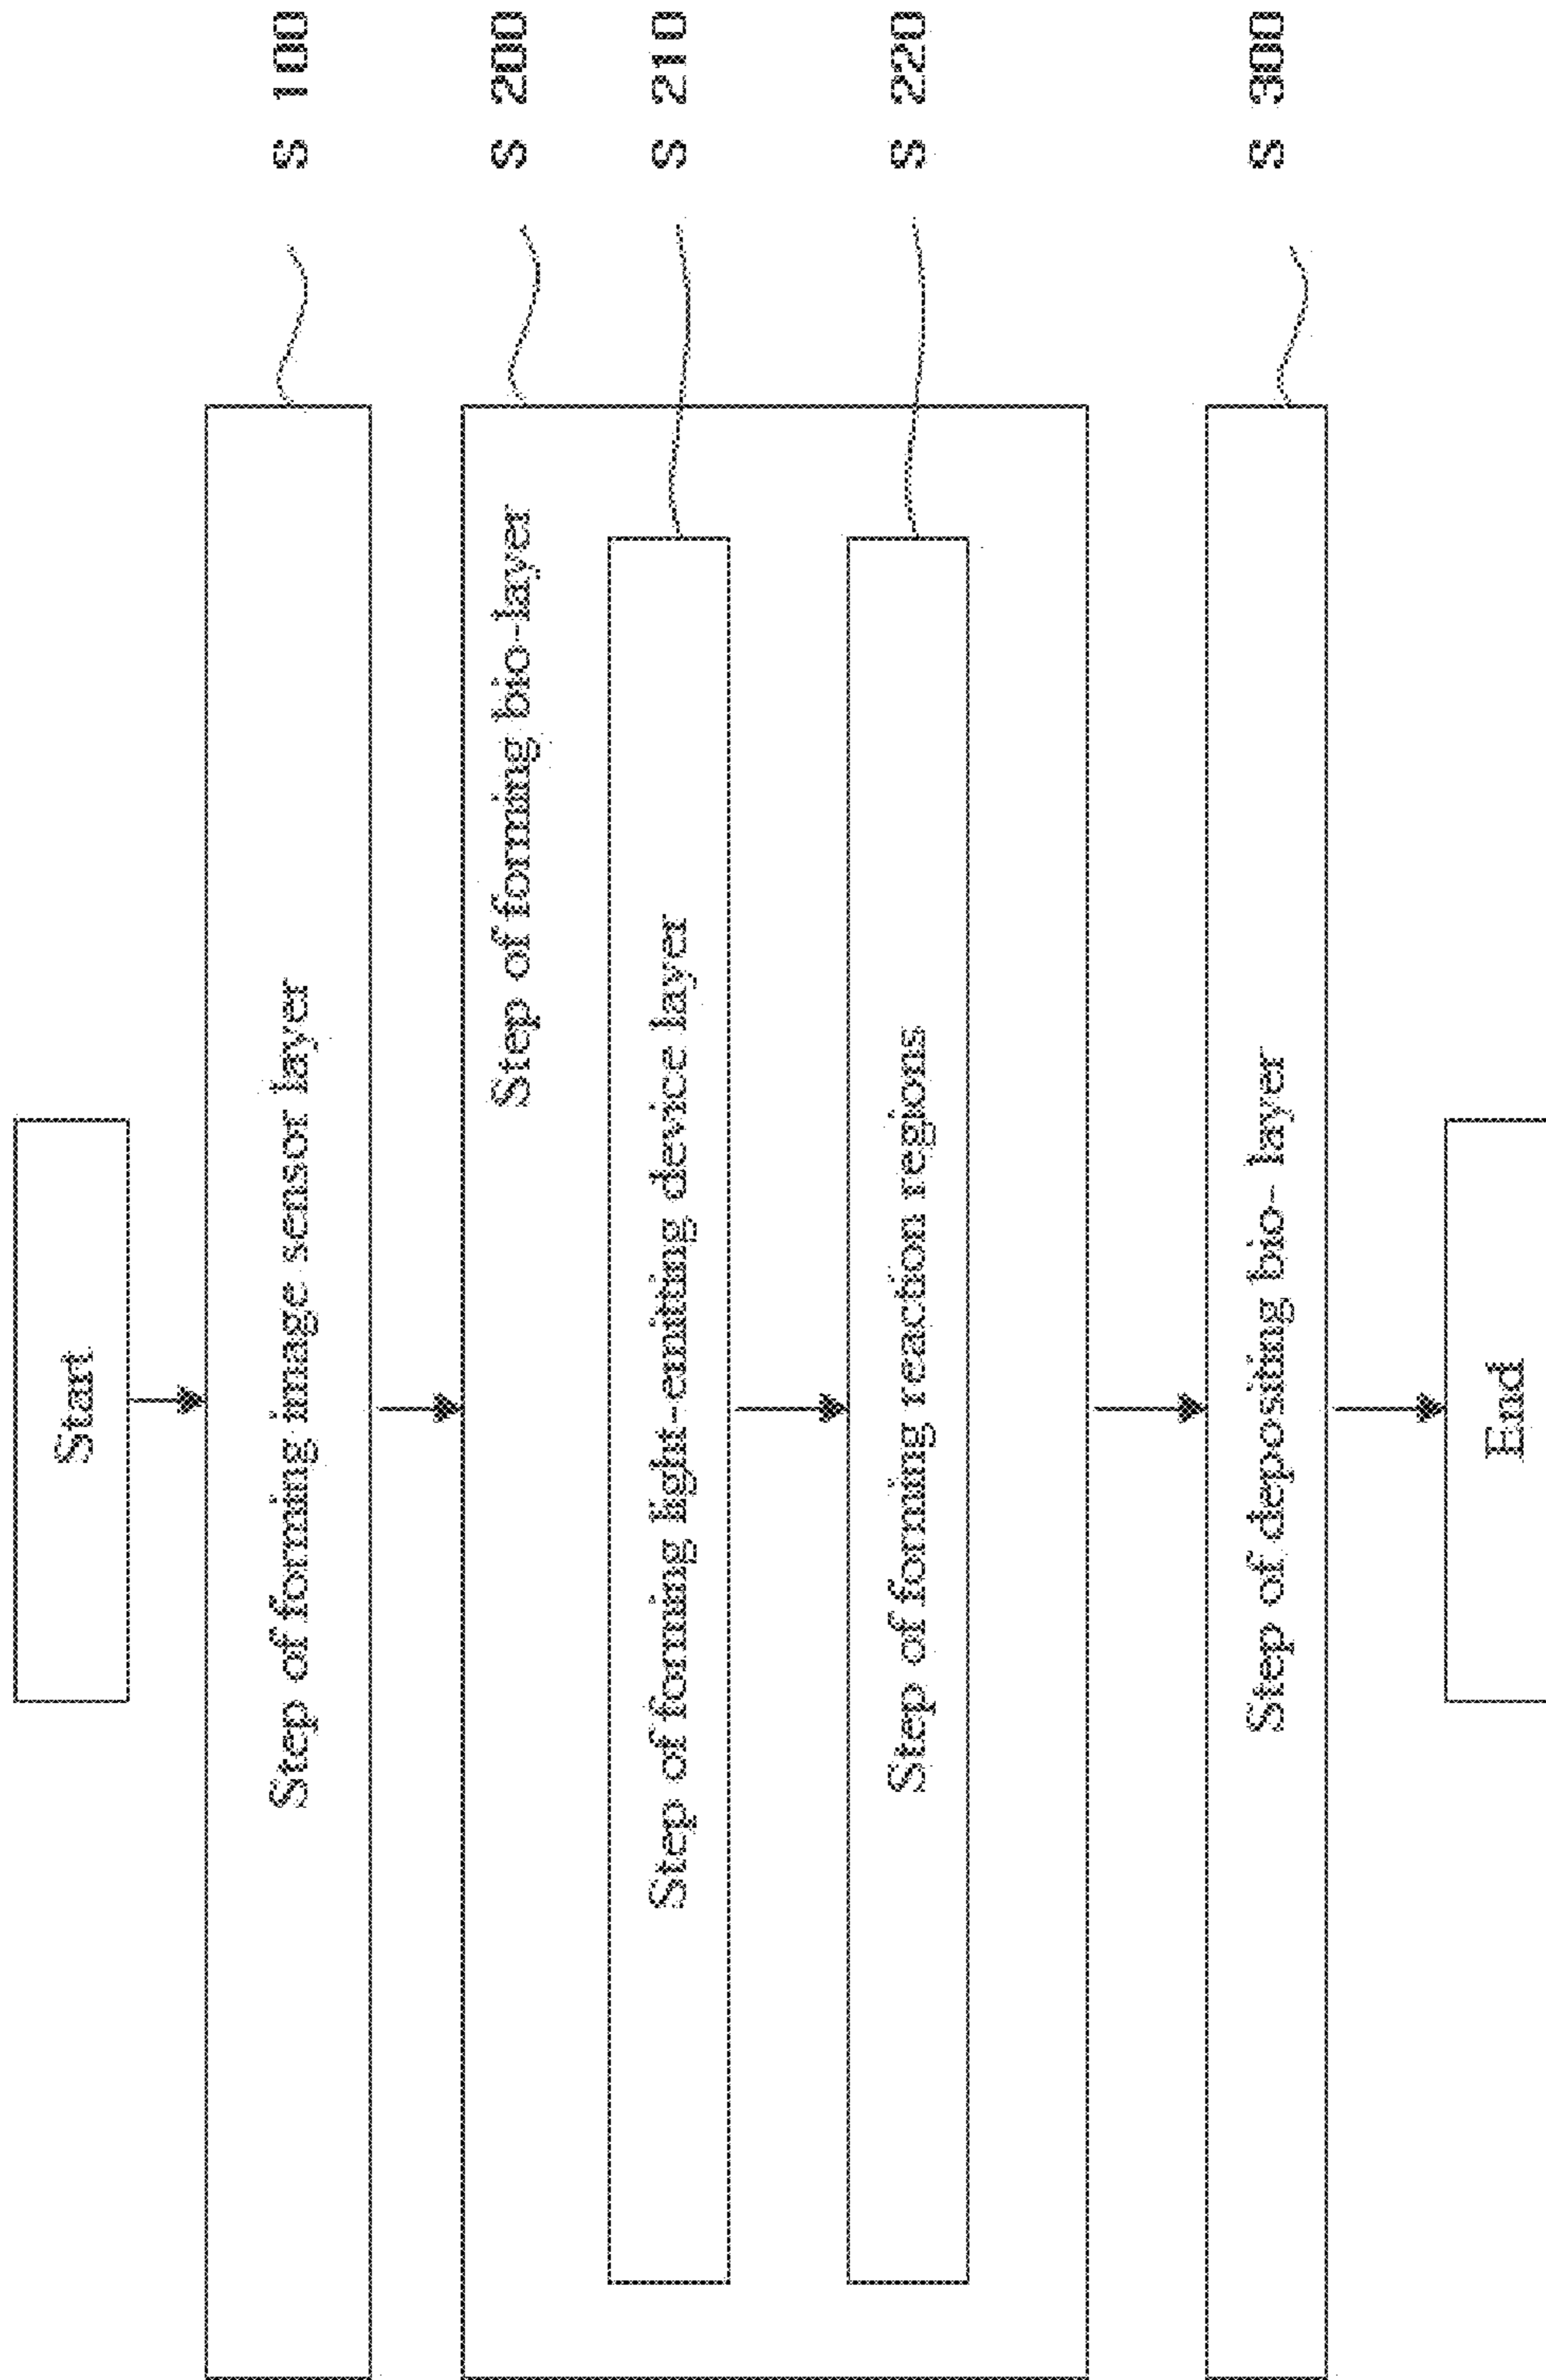 Start
Step of forming image sensor layer
S 100
Step of forming bio-layer
S 200
Step of forming light-emitting device layer
S 210
Step of forming reaction regions
S 220
Step of depositing bio- layer
S 300
End